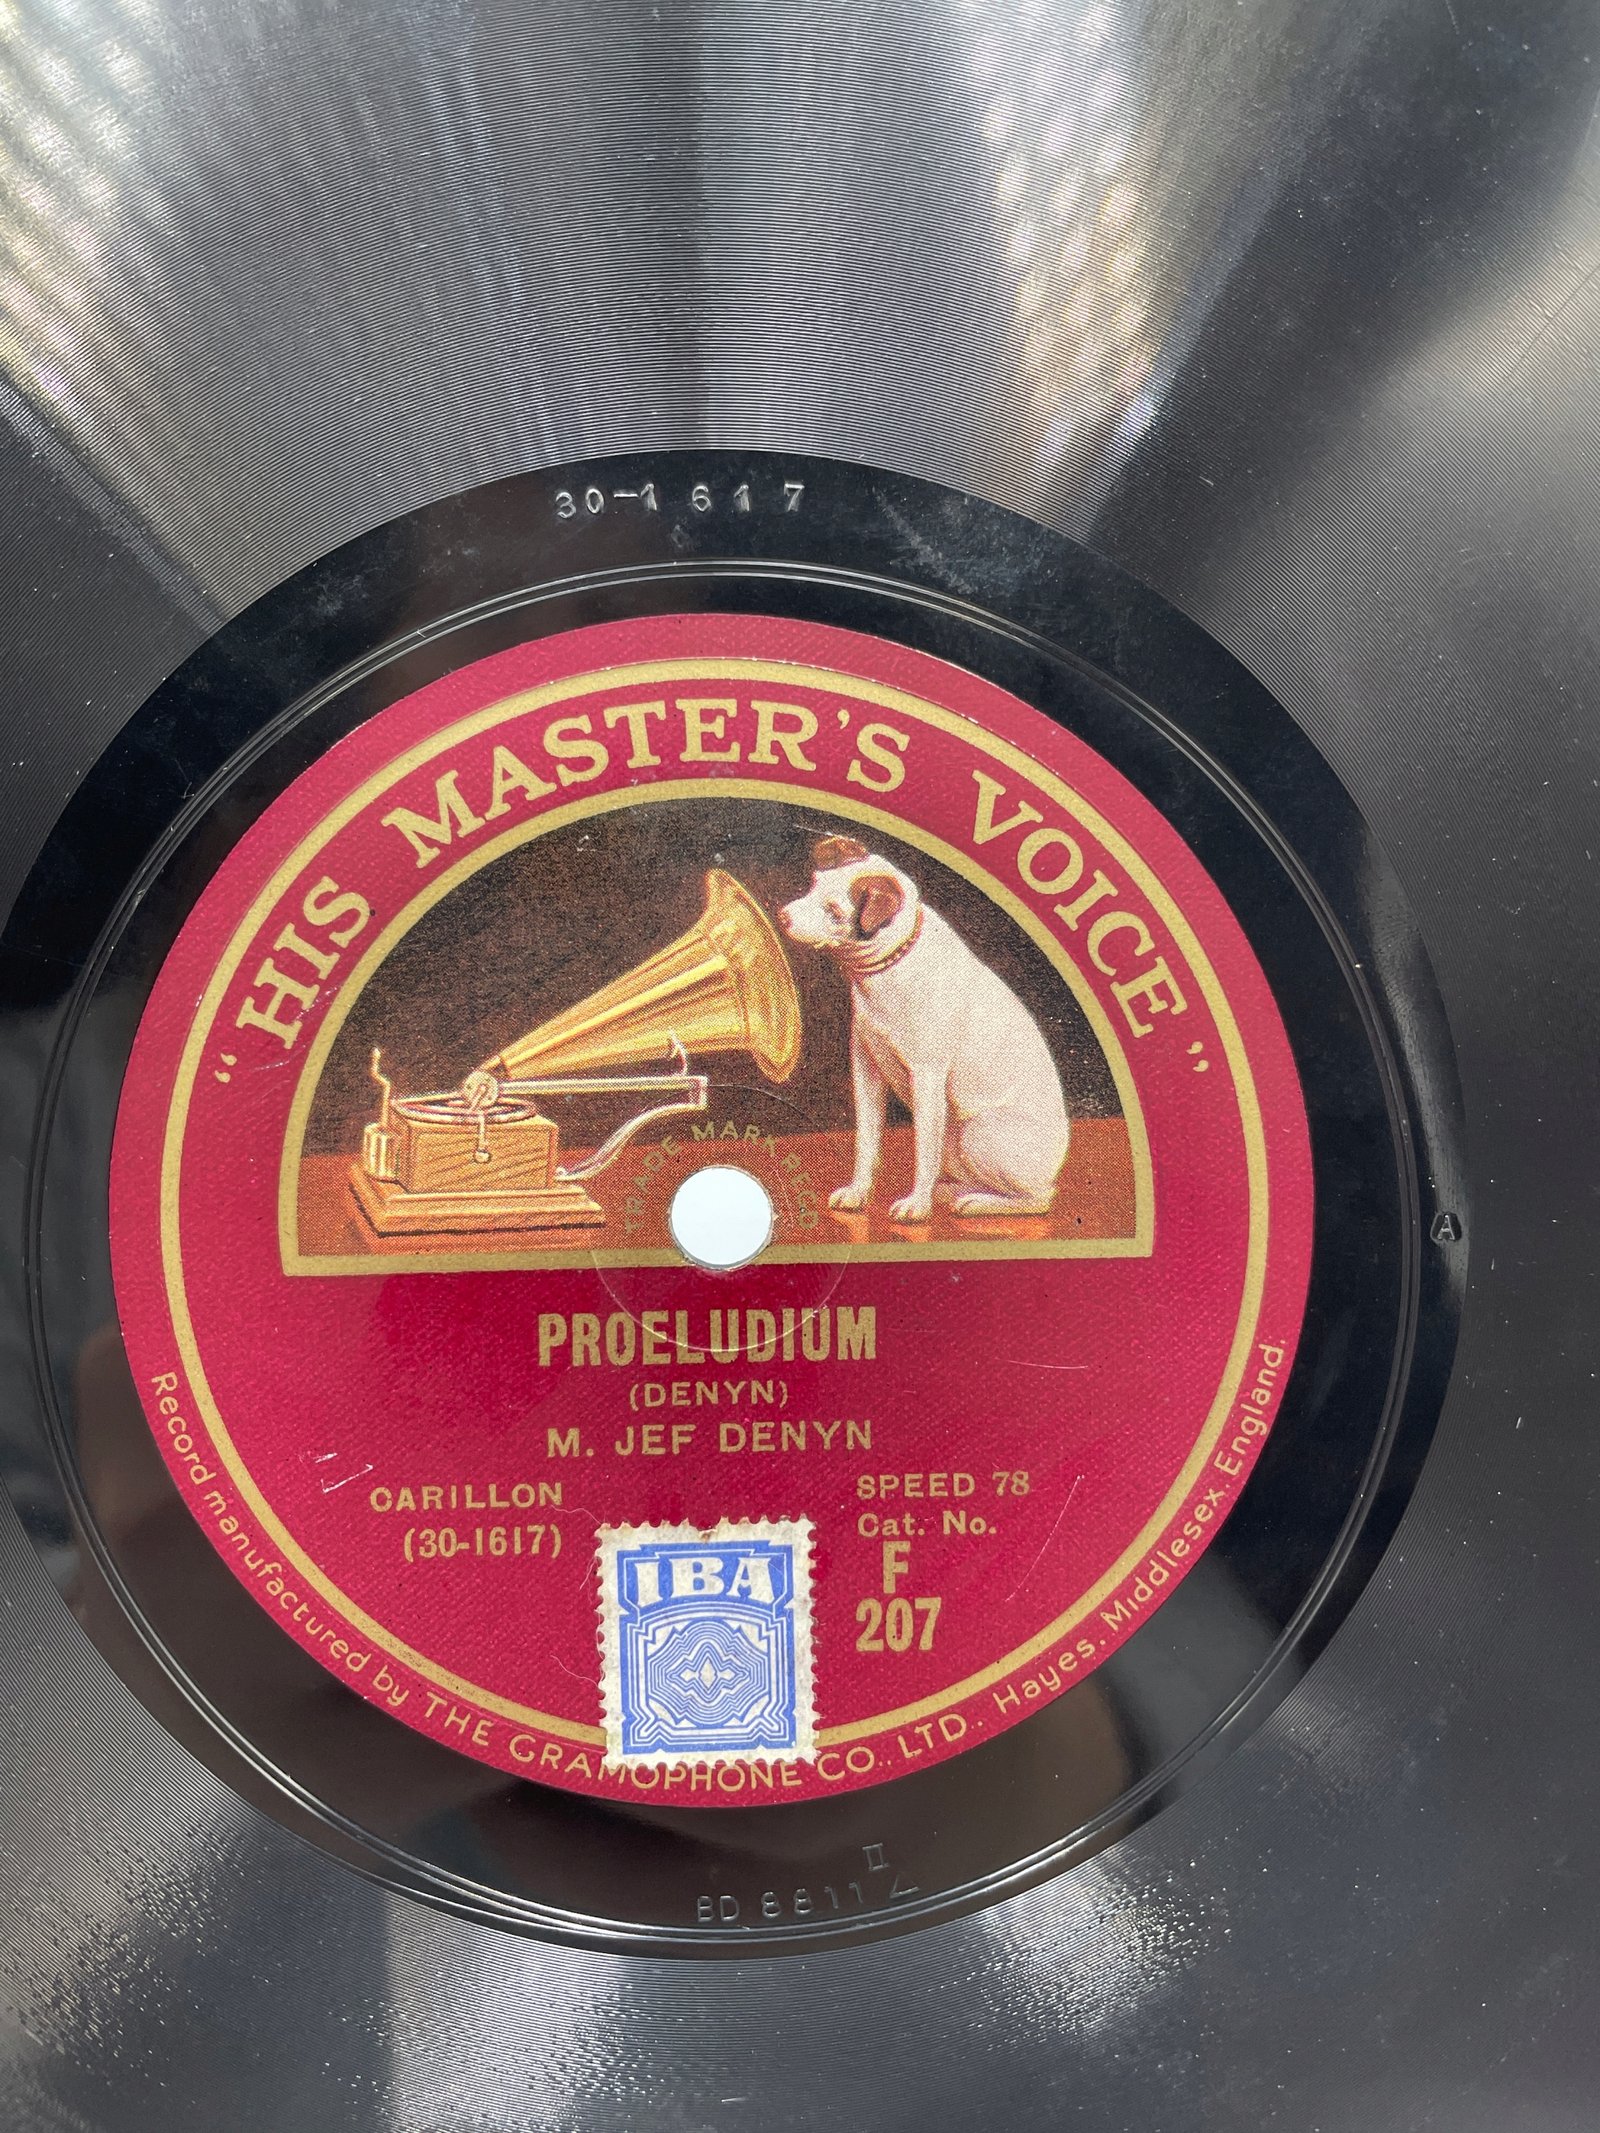 30-1617
“HIS MASTER'S VOICE”
TRADE MARK REGD
PROELUDIUM
(DENYN)
M. JEF DENYN
CARILLON
(30-1617)
SPEED 78
Cat. No.
F
207
IBA
Record manufactured by THE GRAMOPHONE CO., LTD., Hayes, Middlesex, England.
A
II
BD 8811